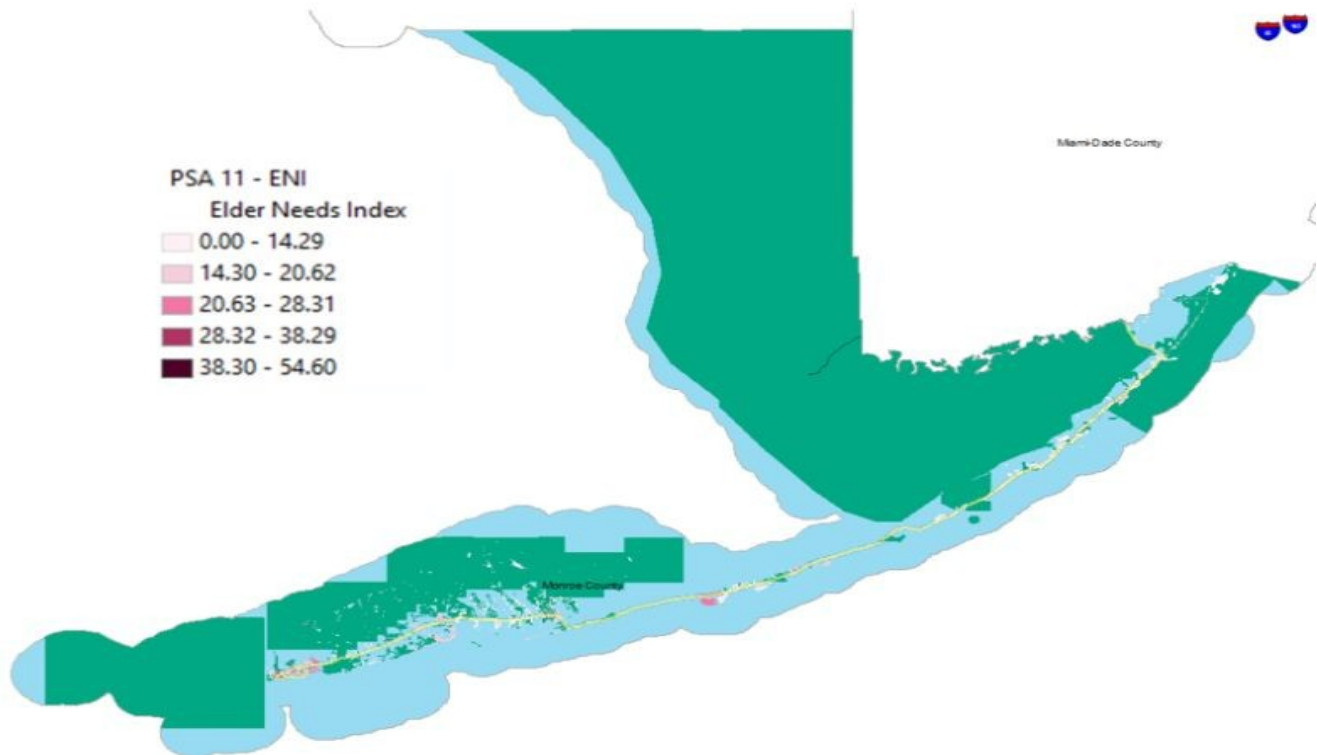 Miami-Dade County
PSA 11 - ENI
Elder Needs Index
0.00 - 14.29
14.30 - 20.62
20.63 - 28.31
28.32 - 38.29
38.30 - 54.60
Monroe County